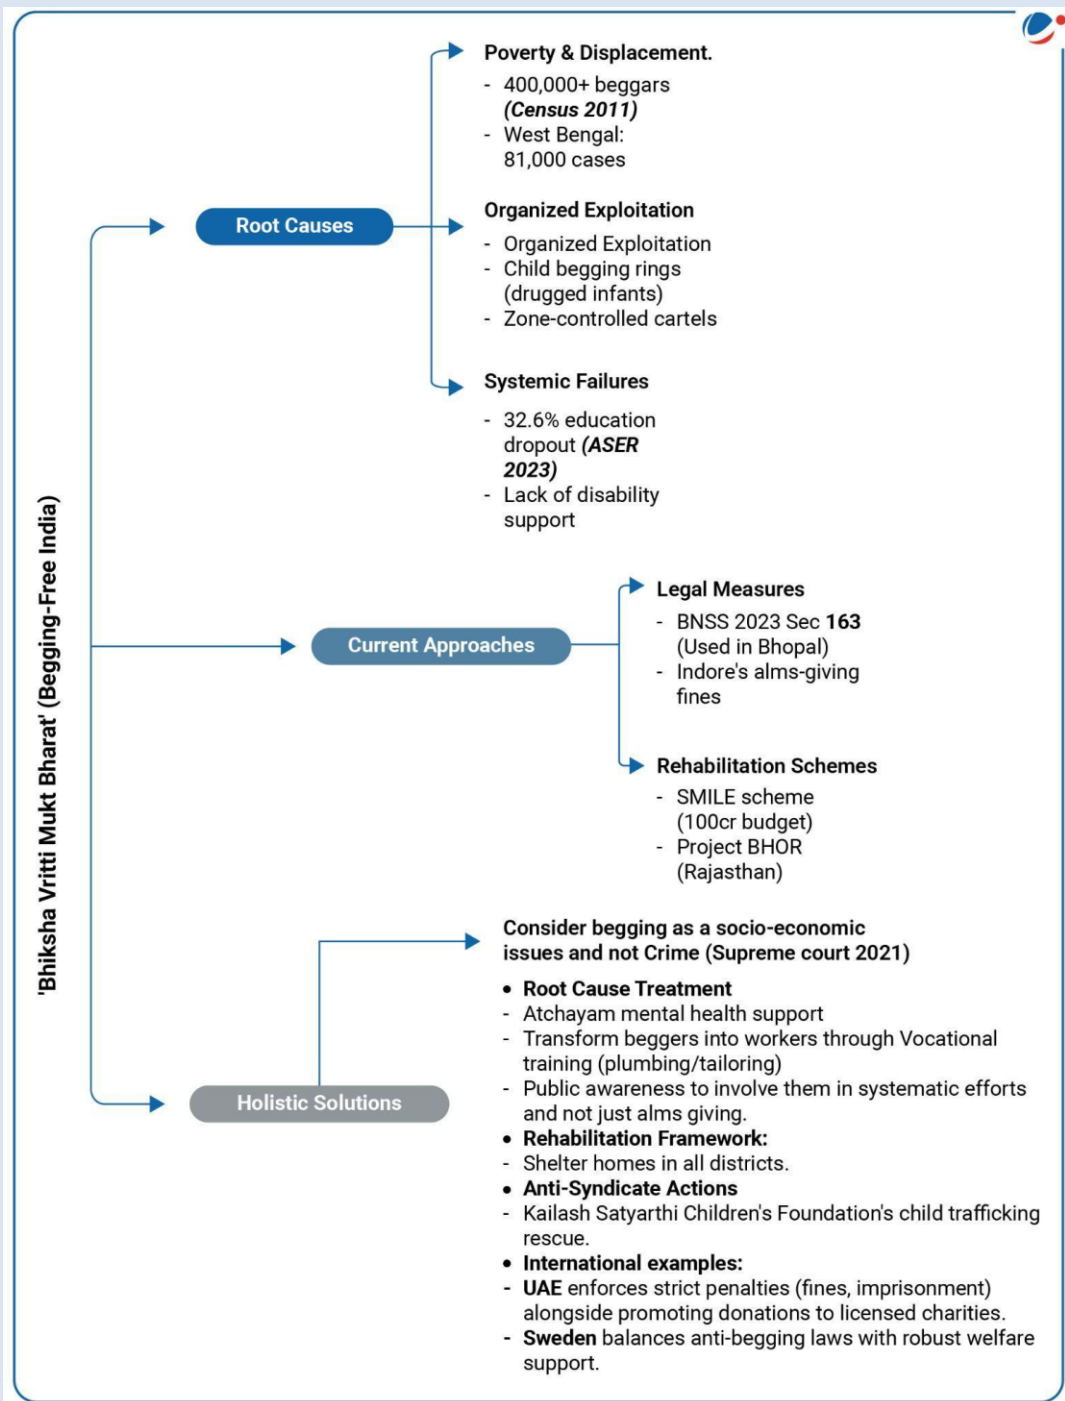 'Bhiksha Vritti Mukt Bharat' (Begging-Free India)
Root Causes
Poverty & Displacement.
- 400,000+ beggars
(Census 2011)
- West Bengal:
81,000 cases
Organized Exploitation
- Organized Exploitation
- Child begging rings
(drugged infants)
- Zone-controlled cartels
Systemic Failures
- 32.6% education
dropout (ASER
2023)
- Lack of disability
support
Current Approaches
Legal Measures
- BNSS 2023 Sec 163
(Used in Bhopal)
- Indore's alms-giving
fines
Rehabilitation Schemes
- SMILE scheme
(100cr budget)
- Project BHOR
(Rajasthan)
Holistic Solutions
Consider begging as a socio-economic
issues and not Crime (Supreme court 2021)
• Root Cause Treatment
- Atchayam mental health support
- Transform beggers into workers through Vocational
training (plumbing/tailoring)
- Public awareness to involve them in systematic efforts
and not just alms giving.
• Rehabilitation Framework:
- Shelter homes in all districts.
• Anti-Syndicate Actions
- Kailash Satyarthi Children's Foundation's child trafficking
rescue.
• International examples:
- UAE enforces strict penalties (fines, imprisonment)
alongside promoting donations to licensed charities.
- Sweden balances anti-begging laws with robust welfare
support.